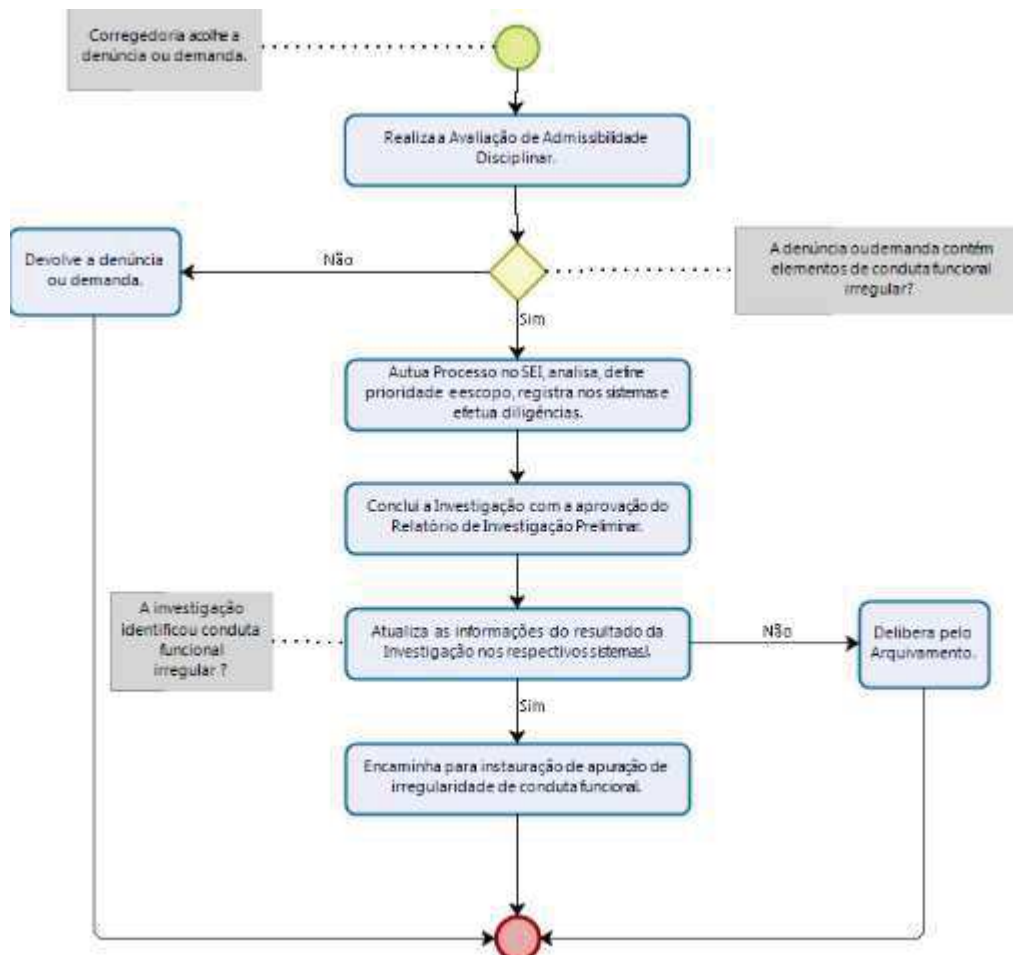 Corregedoria acolhe a
denúncia ou demanda.
Realiza a Avaliação de Admissibilidade
Disciplinar.
Devolve a denúncia
ou demanda.
Não
A denúncia ou demanda contém
elementos de conduta funcional
irregular?
Sim
Autua Processo no SEI, analisa, define
prioridade e escopo, registra nos sistemas e
efetua diligências.
Conclui a Investigação com a aprovação do
Relatório de Investigação Preliminar.
A investigação
identificou conduta
funcional
irregular ?
Atualiza as informações do resultado da
Investigação nos respectivos sistemas.
Não
Delibera pelo
Arquivamento.
Sim
Encaminha para instauração de apuração de
irregularidade de conduta funcional.